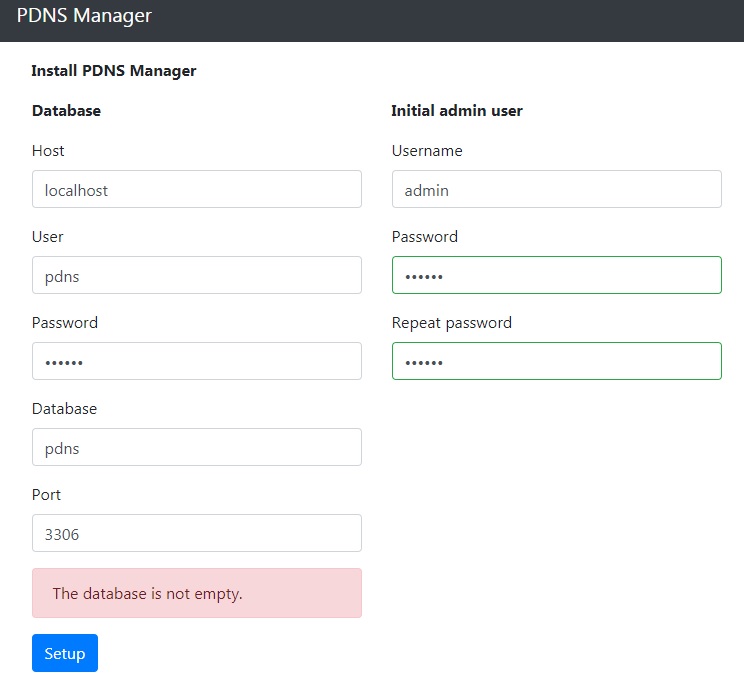 PDNS Manager
Install PDNS Manager
Database
Host
localhost
User
pdns
Password
••••••
Database
pdns
Port
3306
The database is not empty.
Setup
Initial admin user
Username
admin
Password
••••••
Repeat password
••••••